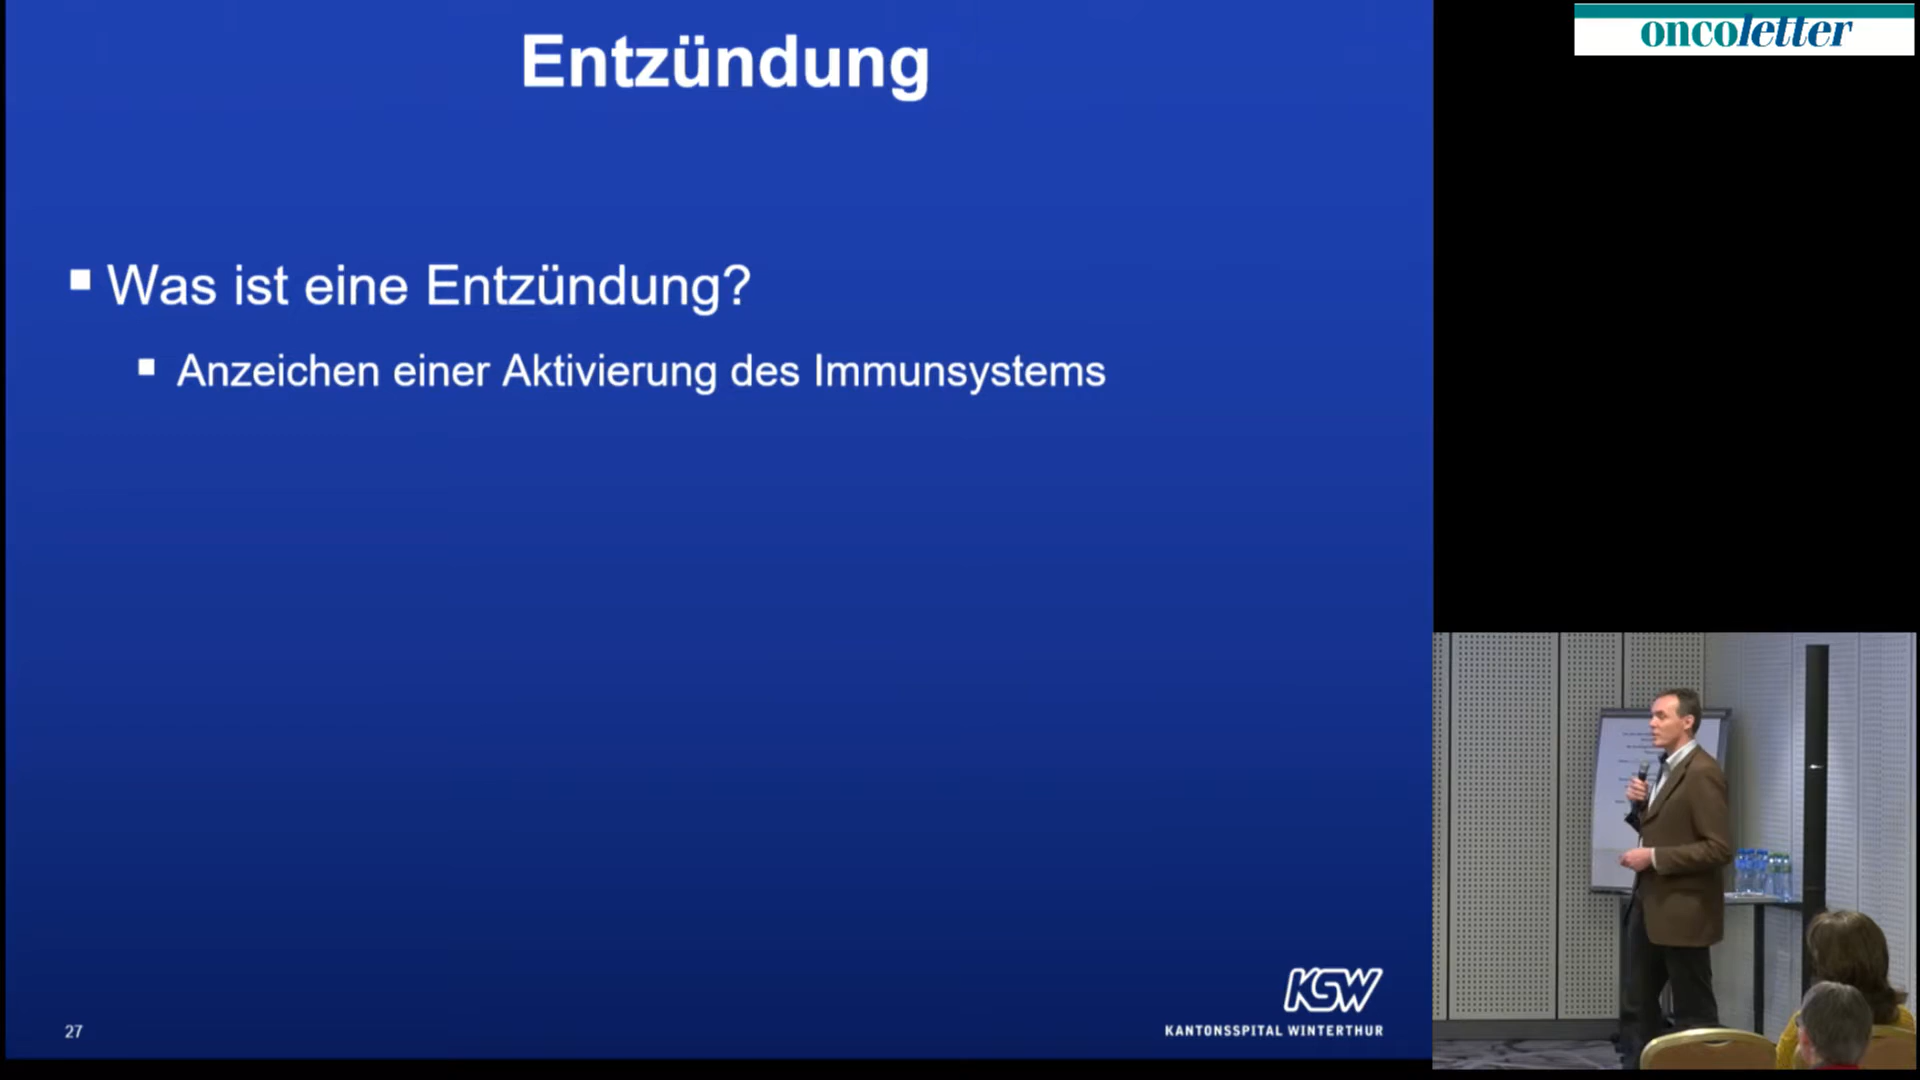 Entzündung
Was ist eine Entzündung?
Anzeichen einer Aktivierung des Immunsystems
27
KSW
KANTONSSPITAL WINTERTHUR
oncoletter